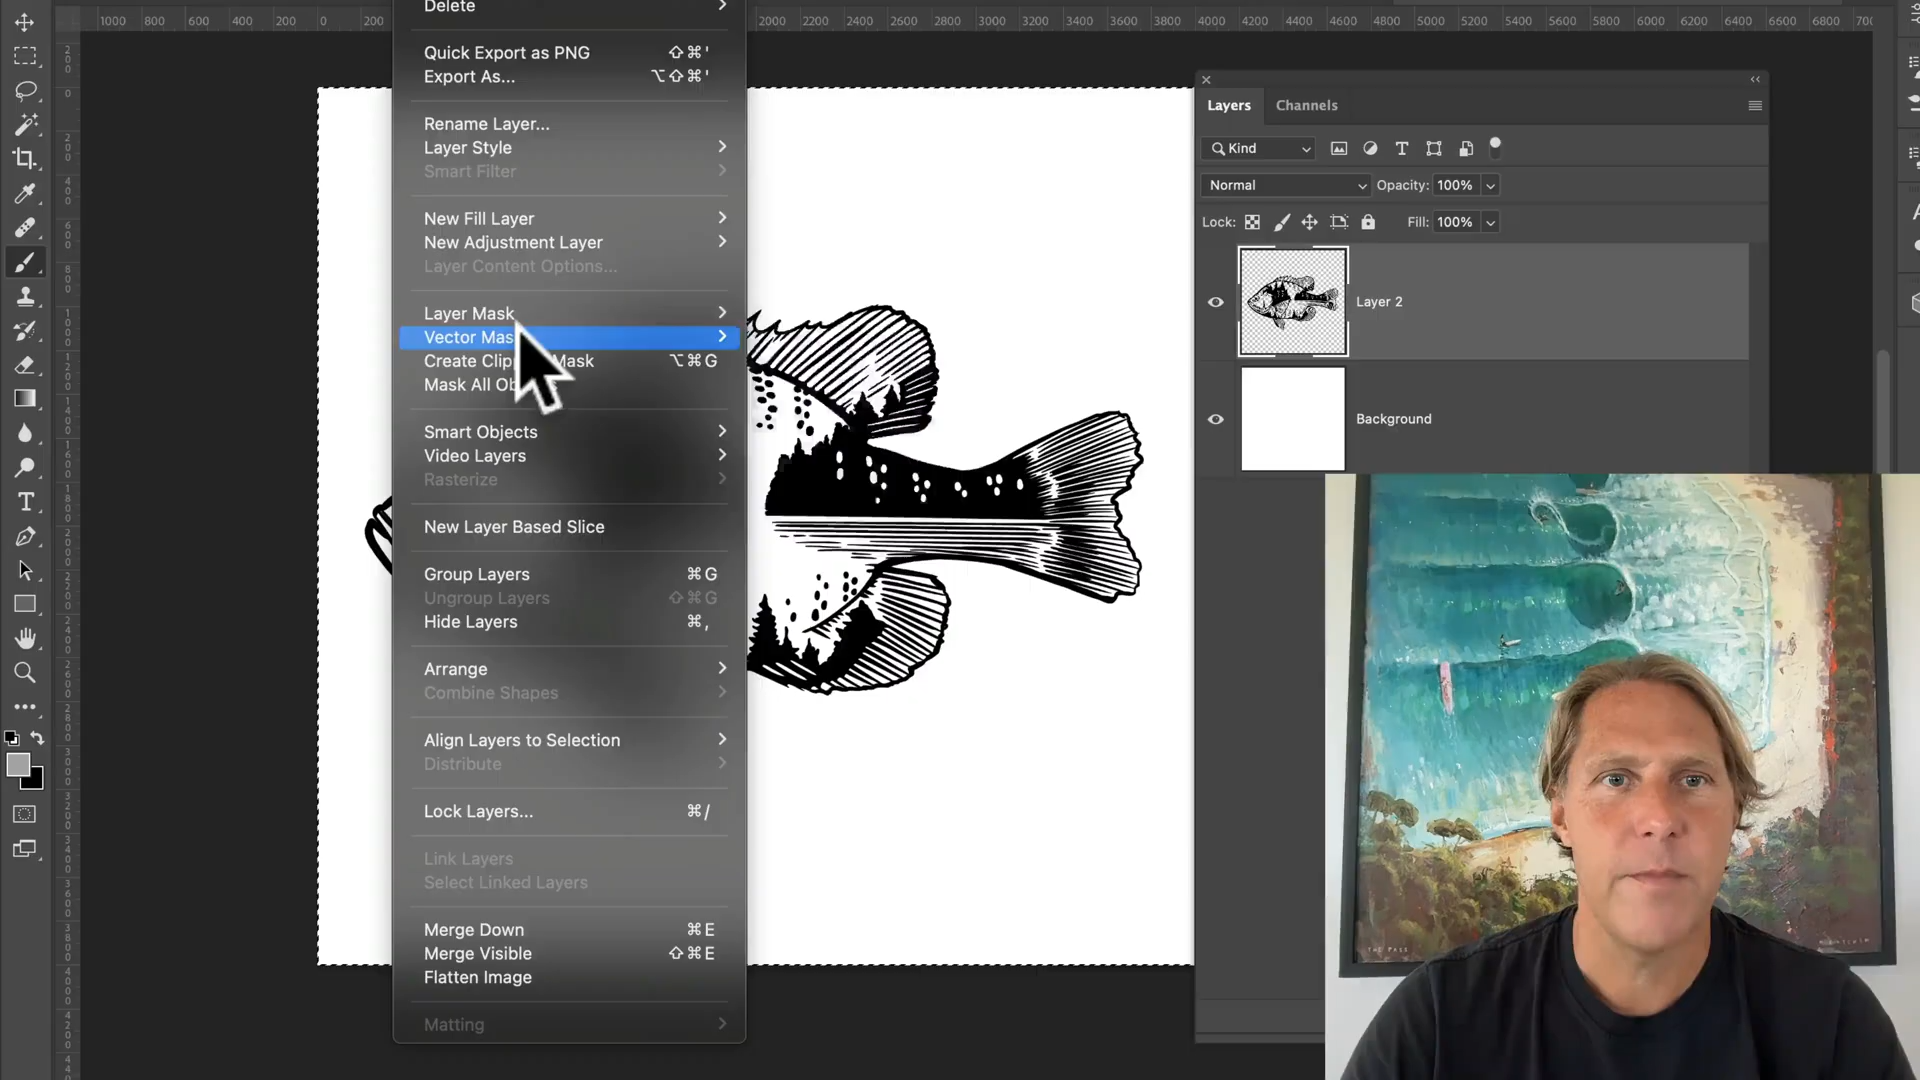 1000 800 600 400 200 0 200
2000 2200 2400 2600 2800 3000 3200 3400 3600 3800 4000 4200 4400 4600 4800 5000 5200 5400 5600 5800 6000 6200 6400 6600 6800
Delete
Quick Export as PNG ⇧⌘'
Export As... ⌥⇧⌘'
Rename Layer...
Layer Style
Smart Filter
New Fill Layer
New Adjustment Layer
Layer Content Options...
Layer Mask
Vector Mas
Create Clip Mask ⌥⌘G
Mask All Ob
Smart Objects
Video Layers
Rasterize
New Layer Based Slice
Group Layers ⌘G
Ungroup Layers ⇧⌘G
Hide Layers ⌘,
Arrange
Combine Shapes
Align Layers to Selection
Distribute
Lock Layers... ⌘/
Link Layers
Select Linked Layers
Merge Down ⌘E
Merge Visible ⇧⌘E
Flatten Image
Matting
Layers Channels
Kind
Normal Opacity: 100%
Lock: Fill: 100%
Layer 2
Background
THE PASS